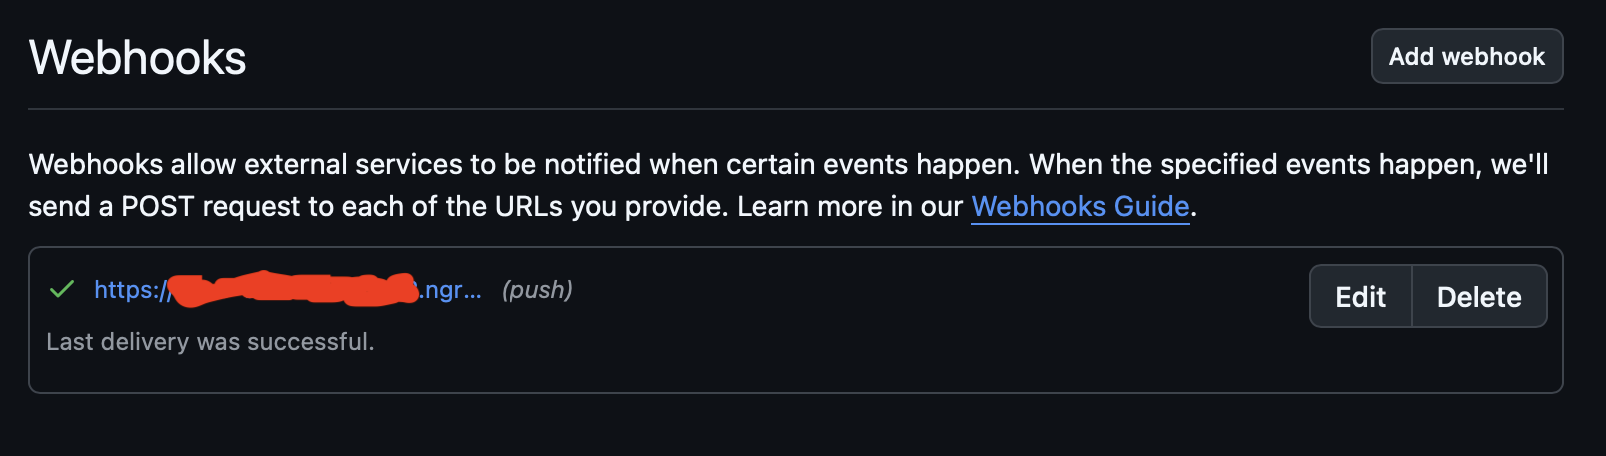 Webhooks
Add webhook
Webhooks allow external services to be notified when certain events happen. When the specified events happen, we'll
send a POST request to each of the URLs you provide. Learn more in our Webhooks Guide.
https:// .ngr... (push)
Edit
Delete
Last delivery was successful.